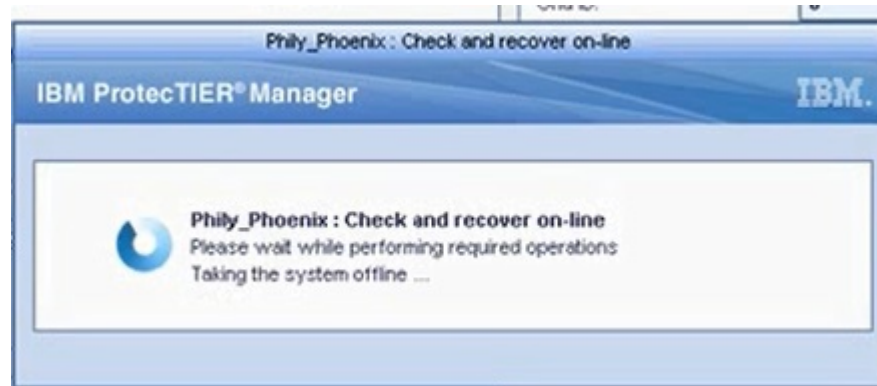 Phily_Phoenix : Check and recover on-line
IBM ProtecTIER® Manager
IBM.
Phily_Phoenix : Check and recover on-line
Please wait while performing required operations
Taking the system offline ...